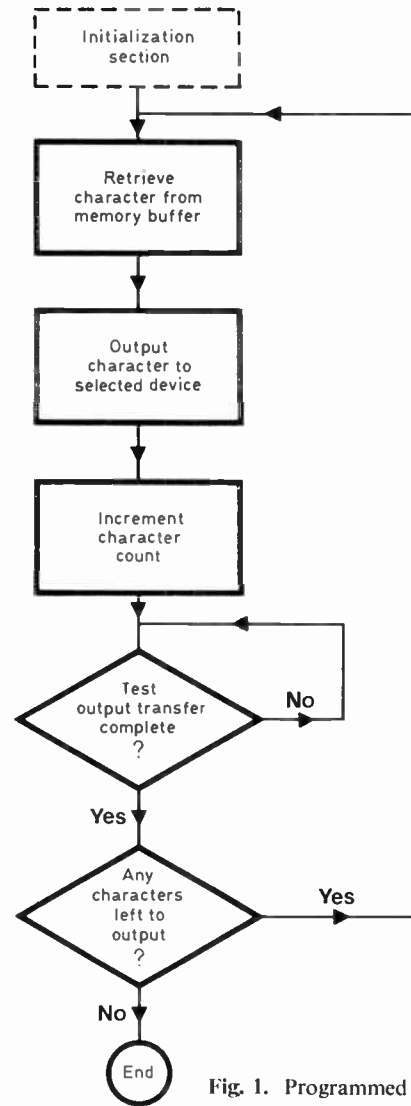 Initialization
section
Retrieve
character from
memory buffer
Output
character to
selected device
Increment
character
count
Test
output transfer
complete
?
No
Yes
Any
characters
left to
output
?
Yes
No
End
Fig. 1. Programmed